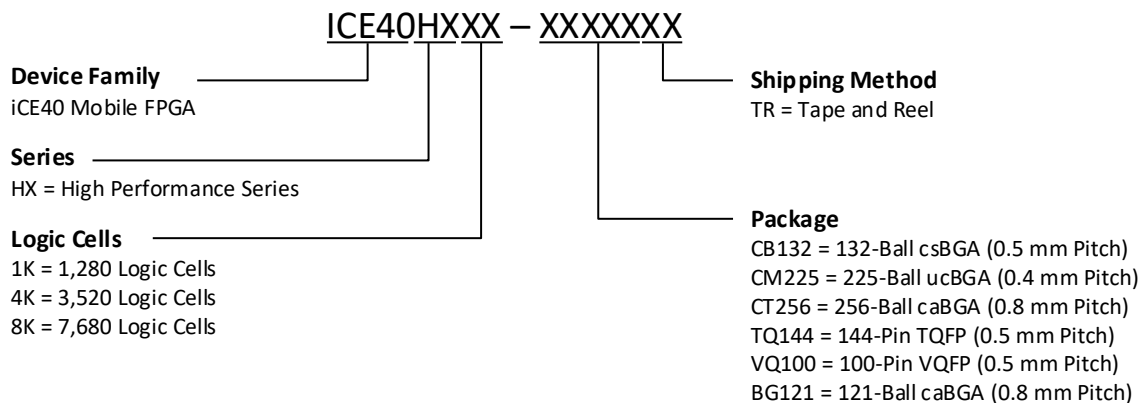 ICE40HXXX – XXXXXXX
Device Family
iCE40 Mobile FPGA
Series
HX = High Performance Series
Logic Cells
1K = 1,280 Logic Cells
4K = 3,520 Logic Cells
8K = 7,680 Logic Cells
Shipping Method
TR = Tape and Reel
Package
CB132 = 132-Ball csBGA (0.5 mm Pitch)
CM225 = 225-Ball ucBGA (0.4 mm Pitch)
CT256 = 256-Ball caBGA (0.8 mm Pitch)
TQ144 = 144-Pin TQFP (0.5 mm Pitch)
VQ100 = 100-Pin VQFP (0.5 mm Pitch)
BG121 = 121-Ball caBGA (0.8 mm Pitch)